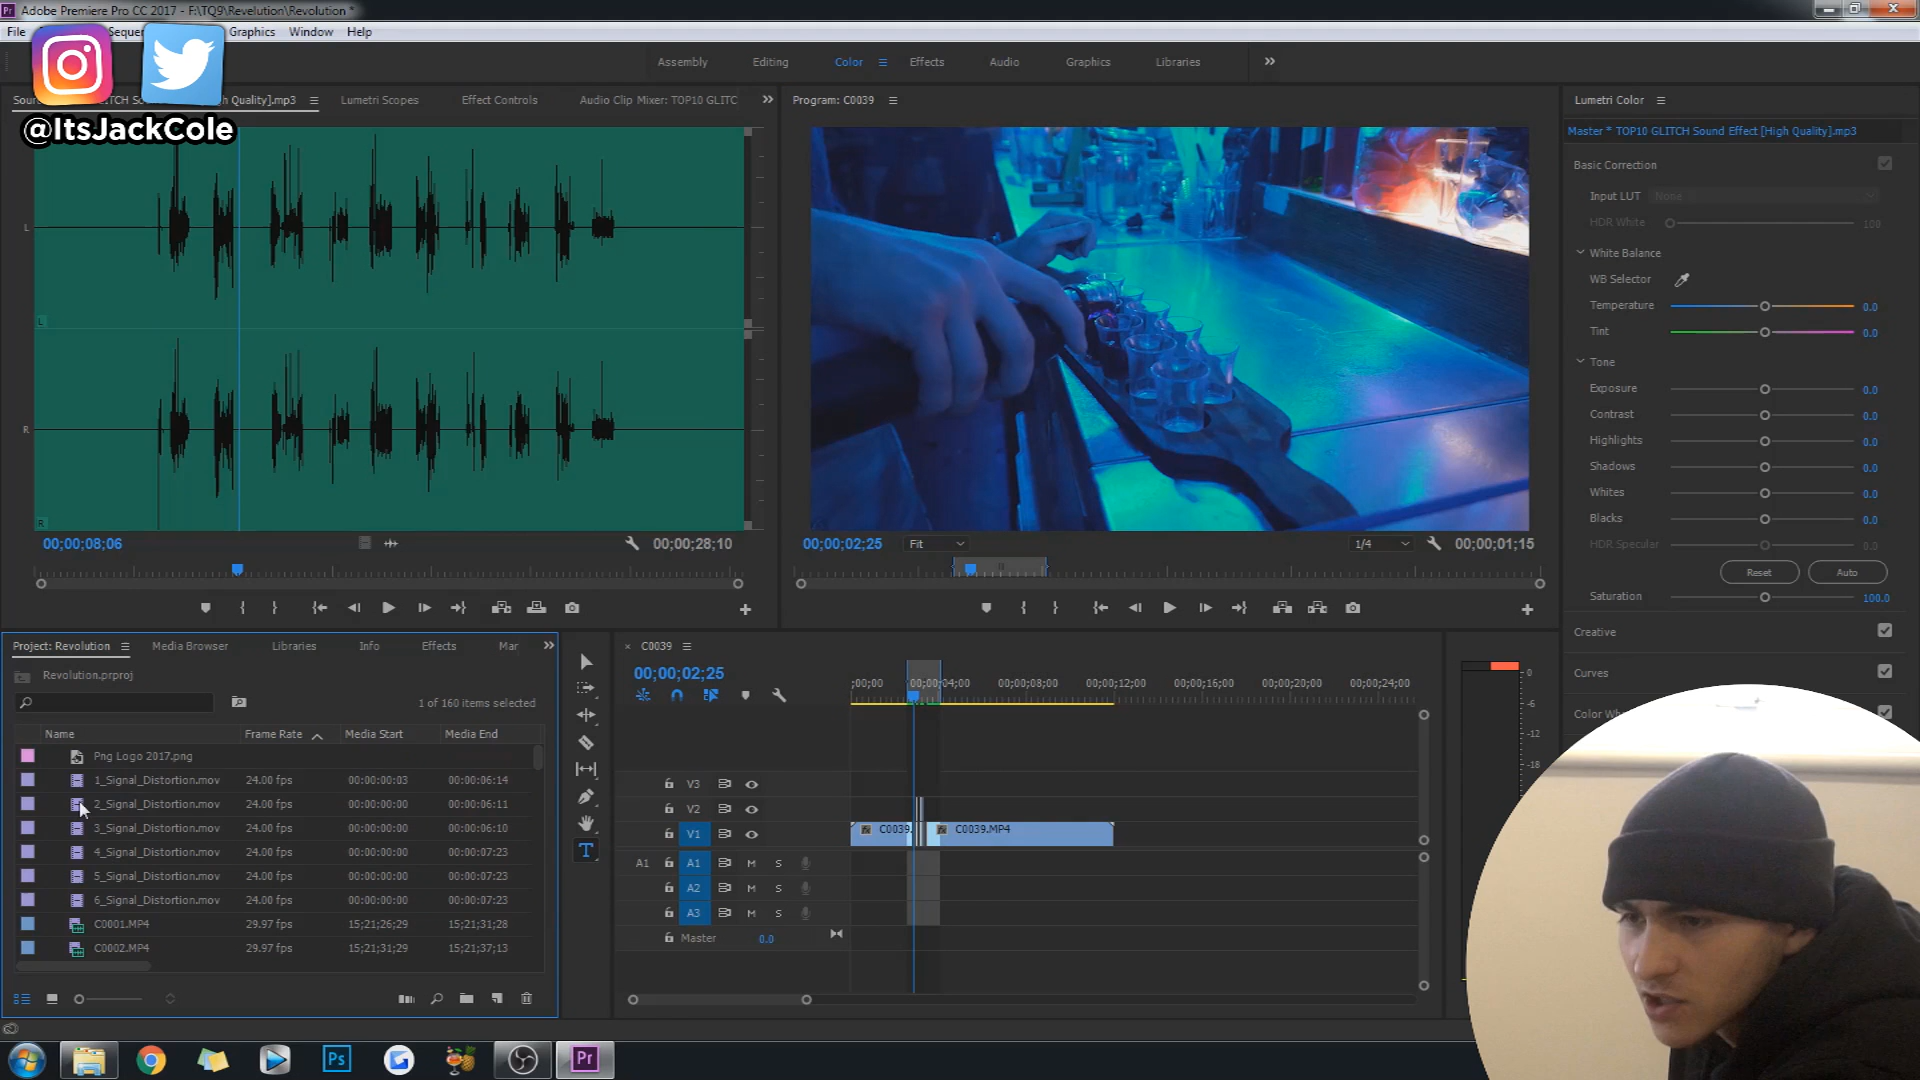 Adobe Premiere Pro CC 2017 - F:\TQ9\Revelution\Revolution *
File Sequen Graphics Window Help
@ItsJackCole
Assembly Editing Color Effects Audio Graphics Libraries
Sour ITCH So h Quality].mp3 Lumetri Scopes Effect Controls Audio Clip Mixer: TOP10 GLITC
Program: C0039
Lumetri Color
Master * TOP10 GLITCH Sound Effect [High Quality].mp3
Basic Correction
Input LUT None
HDR White 100
White Balance
WB Selector
Temperature 0.0
Tint 0.0
Tone
Exposure 0.0
Contrast 0.0
Highlights 0.0
Shadows 0.0
Whites 0.0
Blacks 0.0
HDR Specular 0.0
Reset Auto
Saturation 100.0
Creative
Curves
Color Whe
L
L
R
R
00;00;08;06 00;00;28;10
00;00;02;25 Fit 1/4 00;00;01;15
Project: Revolution Media Browser Libraries Info Effects Mar
Revolution.prproj
1 of 160 items selected
Name Frame Rate Media Start Media End
Png Logo 2017.png
1_Signal_Distortion.mov 24.00 fps 00:00:00:03 00:00:06:14
2_Signal_Distortion.mov 24.00 fps 00:00:00:00 00:00:06:11
3_Signal_Distortion.mov 24.00 fps 00:00:00:00 00:00:06:10
4_Signal_Distortion.mov 24.00 fps 00:00:00:00 00:00:07:23
5_Signal_Distortion.mov 24.00 fps 00:00:00:00 00:00:07:23
6_Signal_Distortion.mov 24.00 fps 00:00:00:00 00:00:07:23
C0001.MP4 29.97 fps 15;21;26;29 15;21;31;28
C0002.MP4 29.97 fps 15;21;31;29 15;21;37;13
C0039
00;00;02;25
;00;00 00;00;04;00 00;00;08;00 00;00;12;00 00;00;16;00 00;00;20;00 00;00;24;00
V3
V2
V1 C0039. C0039.MP4
A1 A1 M S
A2 M S
A3 M S
Master 0.0
0
-6
-12
-18
T
Pr
Ps
Pr